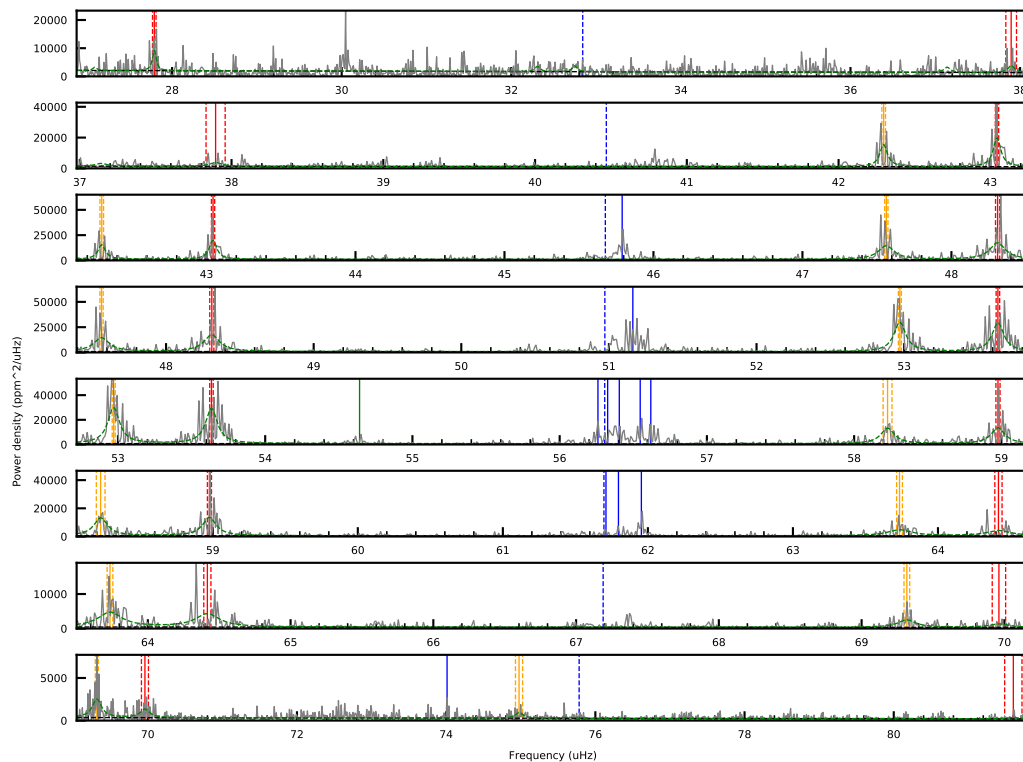 20000
10000
0
28 30 32 34 36 38
40000
20000
0
37 38 39 40 41 42 43
50000
25000
0
43 44 45 46 47 48
50000
25000
0
48 49 50 51 52 53
40000
20000
0
53 54 55 56 57 58 59
40000
20000
0
59 60 61 62 63 64
10000
0
64 65 66 67 68 69 70
5000
0
70 72 74 76 78 80
Power density (ppm^2/uHz)
Frequency (uHz)